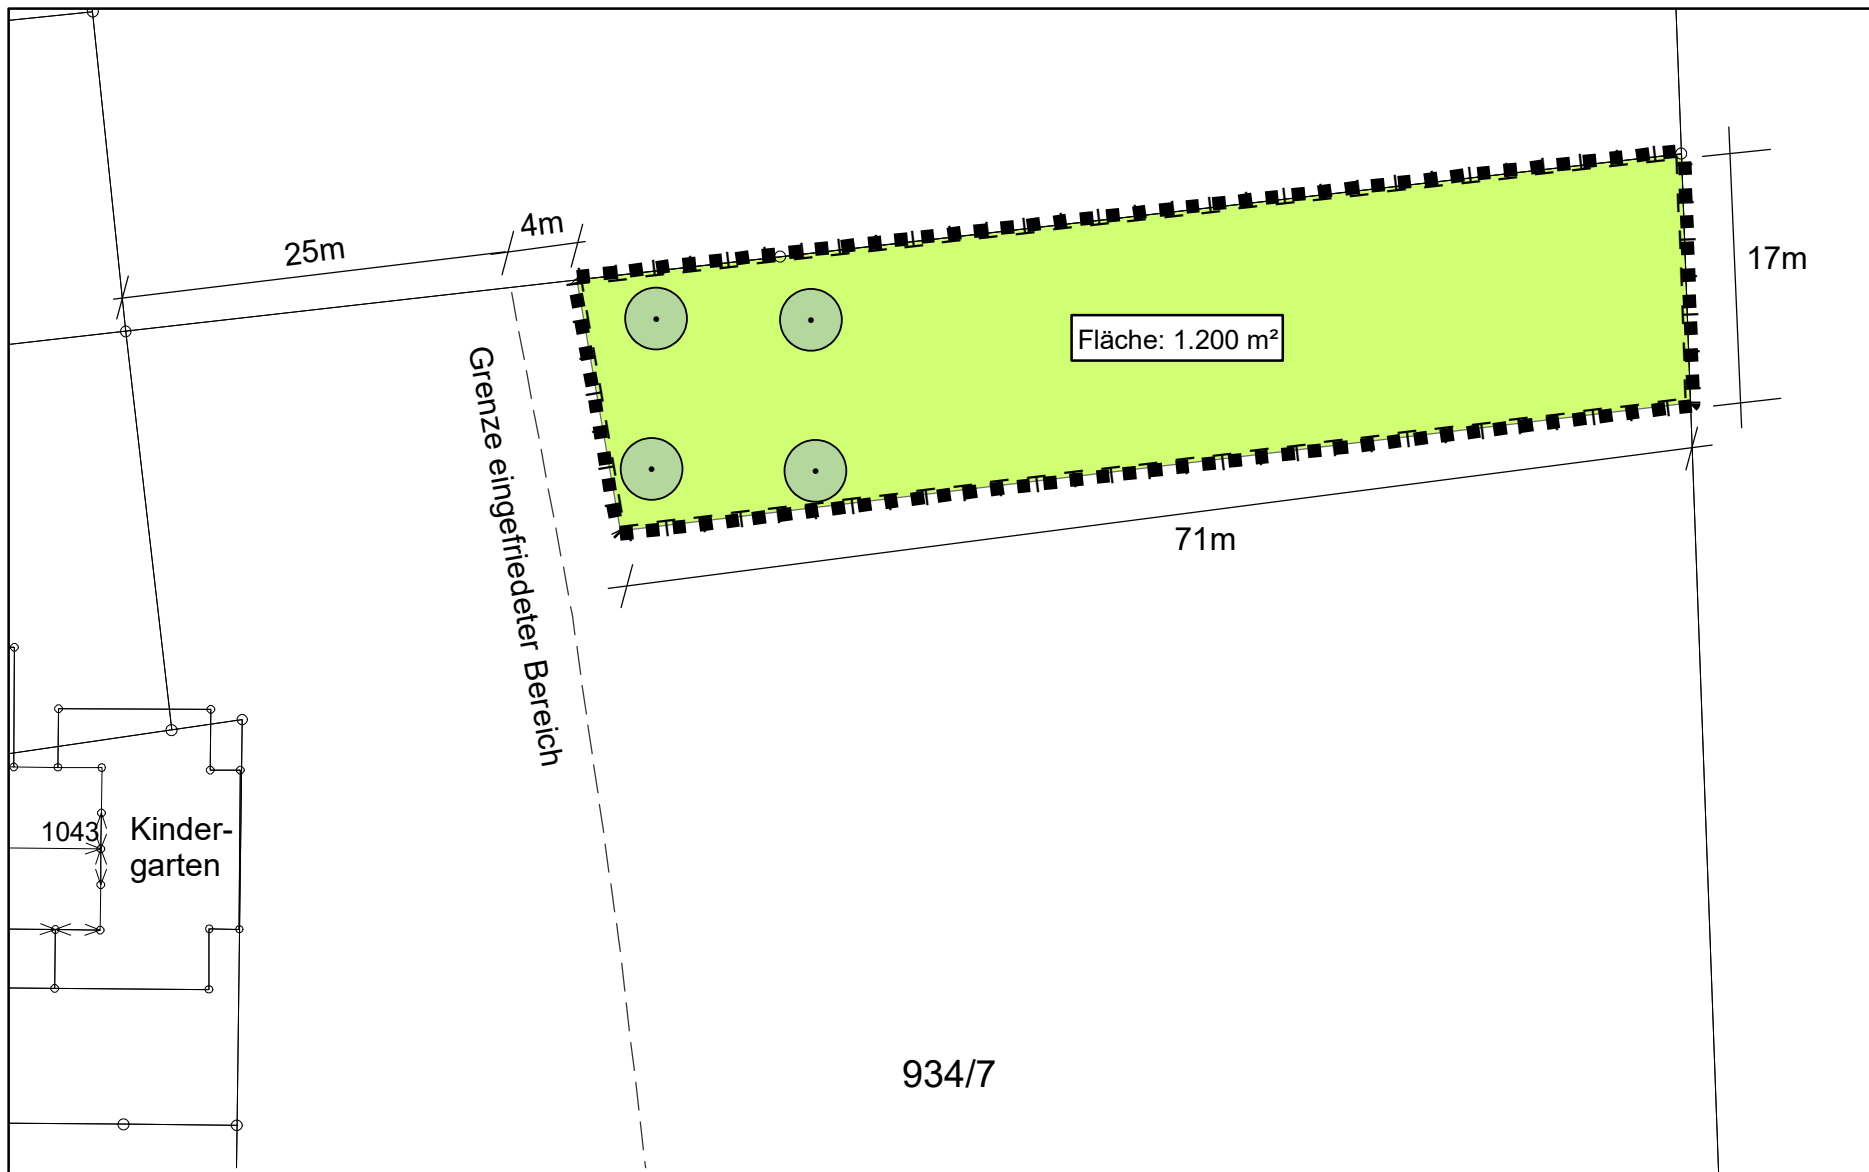 4m
25m
17m
Fläche: 1.200 m²
Grenze eingefriedeter Bereich
71m
1043
Kinder-
garten
934/7